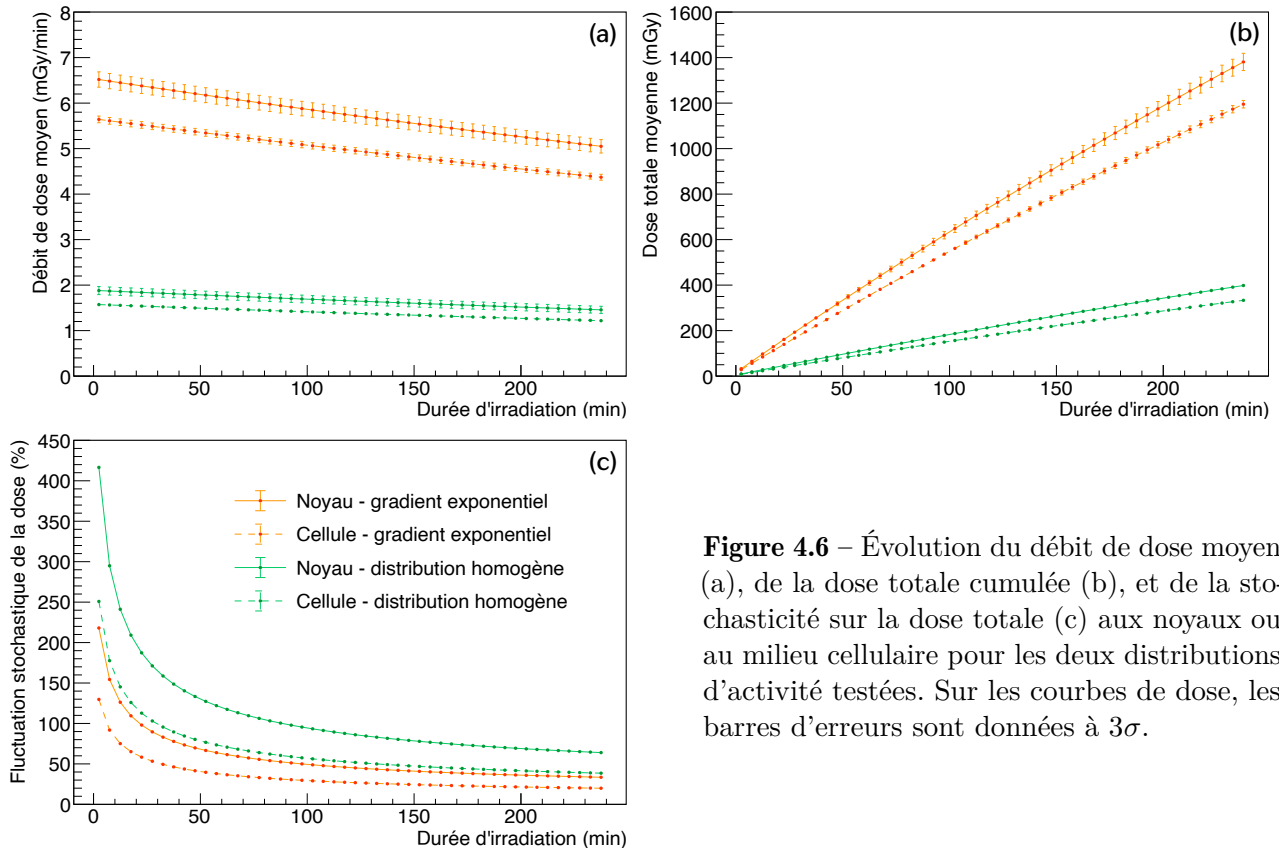 (a)
Débit de dose moyen (mGy/min)
8
7
6
5
4
3
2
1
0
0 50 100 150 200
Durée d'irradiation (min)
(b)
Dose totale moyenne (mGy)
1600
1400
1200
1000
800
600
400
200
0
0 50 100 150 200
Durée d'irradiation (min)
(c)
Fluctuation stochastique de la dose (%)
450
400
350
300
250
200
150
100
50
0
Noyau - gradient exponentiel
Cellule - gradient exponentiel
Noyau - distribution homogène
Cellule - distribution homogène
0 50 100 150 200
Durée d'irradiation (min)
Figure 4.6 – Évolution du débit de dose moyen
(a), de la dose totale cumulée (b), et de la sto-
chasticité sur la dose totale (c) aux noyaux ou
au milieu cellulaire pour les deux distributions
d'activité testées. Sur les courbes de dose, les
barres d'erreurs sont données à 3σ.